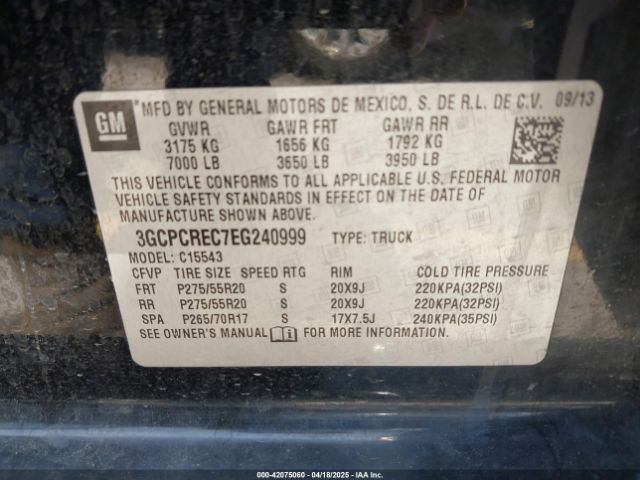 GM
*MFD BY GENERAL MOTORS DE MEXICO, S. DE R.L. DE C.V. 09/13
GVWR GAWR FRT GAWR RR
3175 KG 1656 KG 1792 KG
7000 LB 3650 LB 3950 LB
THIS VEHICLE CONFORMS TO ALL APPLICABLE U.S. FEDERAL MOTOR
VEHICLE SAFETY STANDARDS IN EFFECT ON THE DATE OF
MANUFACTURE SHOWN ABOVE.
3GCPCREC7EG240999 TYPE: TRUCK
MODEL: C15543
CFVP TIRE SIZE SPEED RTG RIM COLD TIRE PRESSURE
FRT P275/55R20 S 20X9J 220KPA(32PSI)
RR P275/55R20 S 20X9J 220KPA(32PSI)
SPA P265/70R17 S 17X7.5J 240KPA(35PSI)
SEE OWNER'S MANUAL FOR MORE INFORMATION.
000-42075060 - 04/18/2025 - IAAI, Inc.